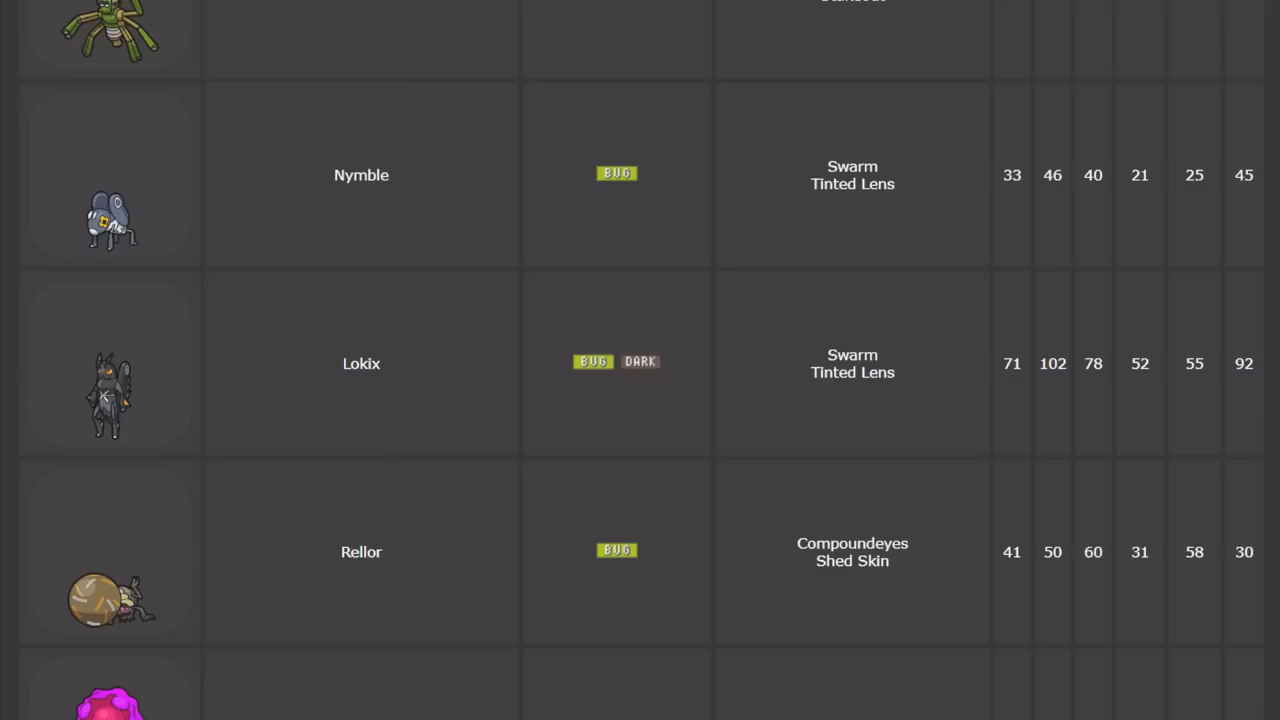 Nymble BUG Swarm 33 46 40 21 25 45
Tinted Lens
Lokix BUG DARK Swarm 71 102 78 52 55 92
Tinted Lens
Rellor BUG Compoundeyes 41 50 60 31 58 30
Shed Skin